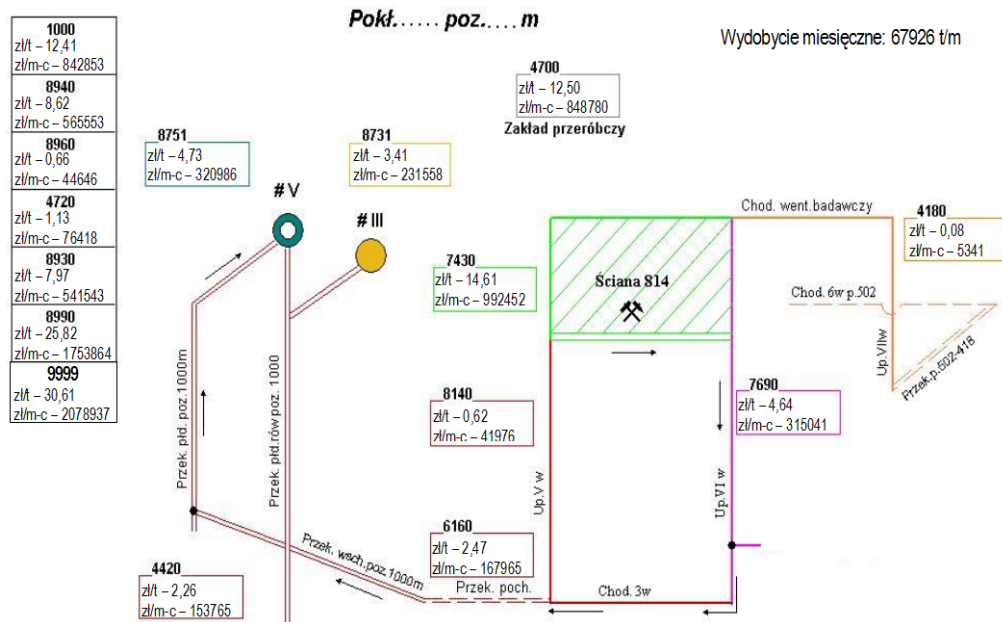 Pokł...... poz..... m
Wydobycie miesięczne: 67926 t/m
1000
zł/t – 12,41
zł/m-c – 842853
8940
zł/t – 8,62
zł/m-c – 565553
8960
zł/t – 0,66
zł/m-c – 44646
4720
zł/t – 1,13
zł/m-c – 76418
8930
zł/t – 7,97
zł/m-c – 541543
8990
zł/t – 25,82
zł/m-c – 1753864
9999
zł/t – 30,61
zł/m-c – 2078937
4700
zł/t – 12,50
zł/m-c – 848780
Zakład przeróbczy
8751
zł/t – 4,73
zł/m-c – 320986
8731
zł/t – 3,41
zł/m-c – 231558
# V
# III
Chod. went.badawczy
4180
zł/t – 0,08
zł/m-c – 5341
7430
zł/t – 14,61
zł/m-c – 992452
Ściana 814
Chod. 6w p.502
Up.VIIw
Przek.p.502-418
Przek. płd. poz.1000m
Przek. płd.rów poz. 1000
8140
zł/t – 0,62
zł/m-c – 41976
7690
zł/t – 4,64
zł/m-c – 315041
Up.V w
Up.VI w
6160
zł/t – 2,47
zł/m-c – 167965
Przek. wsch.poz.1000m
Przek. poch.
Chod. 3w
4420
zł/t – 2,26
zł/m-c – 153765